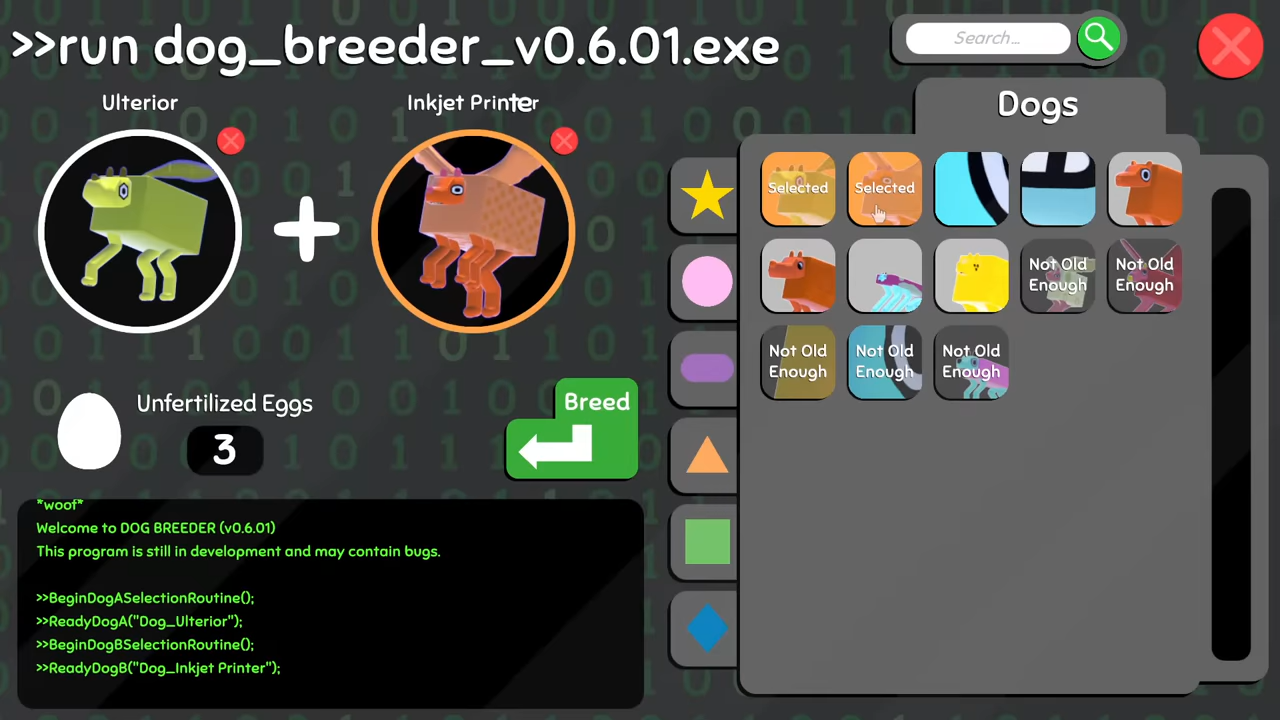 >>run dog_breeder_v0.6.01.exe
Search...
Ulterior
Inkjet Printer
Dogs
Selected
Selected
Not Old
Enough
Not Old
Enough
Not Old
Enough
Not Old
Enough
Not Old
Enough
Unfertilized Eggs
3
Breed
*woof*
Welcome to DOG BREEDER (v0.6.01)
This program is still in development and may contain bugs.
>>BeginDogASelectionRoutine();
>>ReadyDogA("Dog_Ulterior");
>>BeginDogBSelectionRoutine();
>>ReadyDogB("Dog_Inkjet Printer");